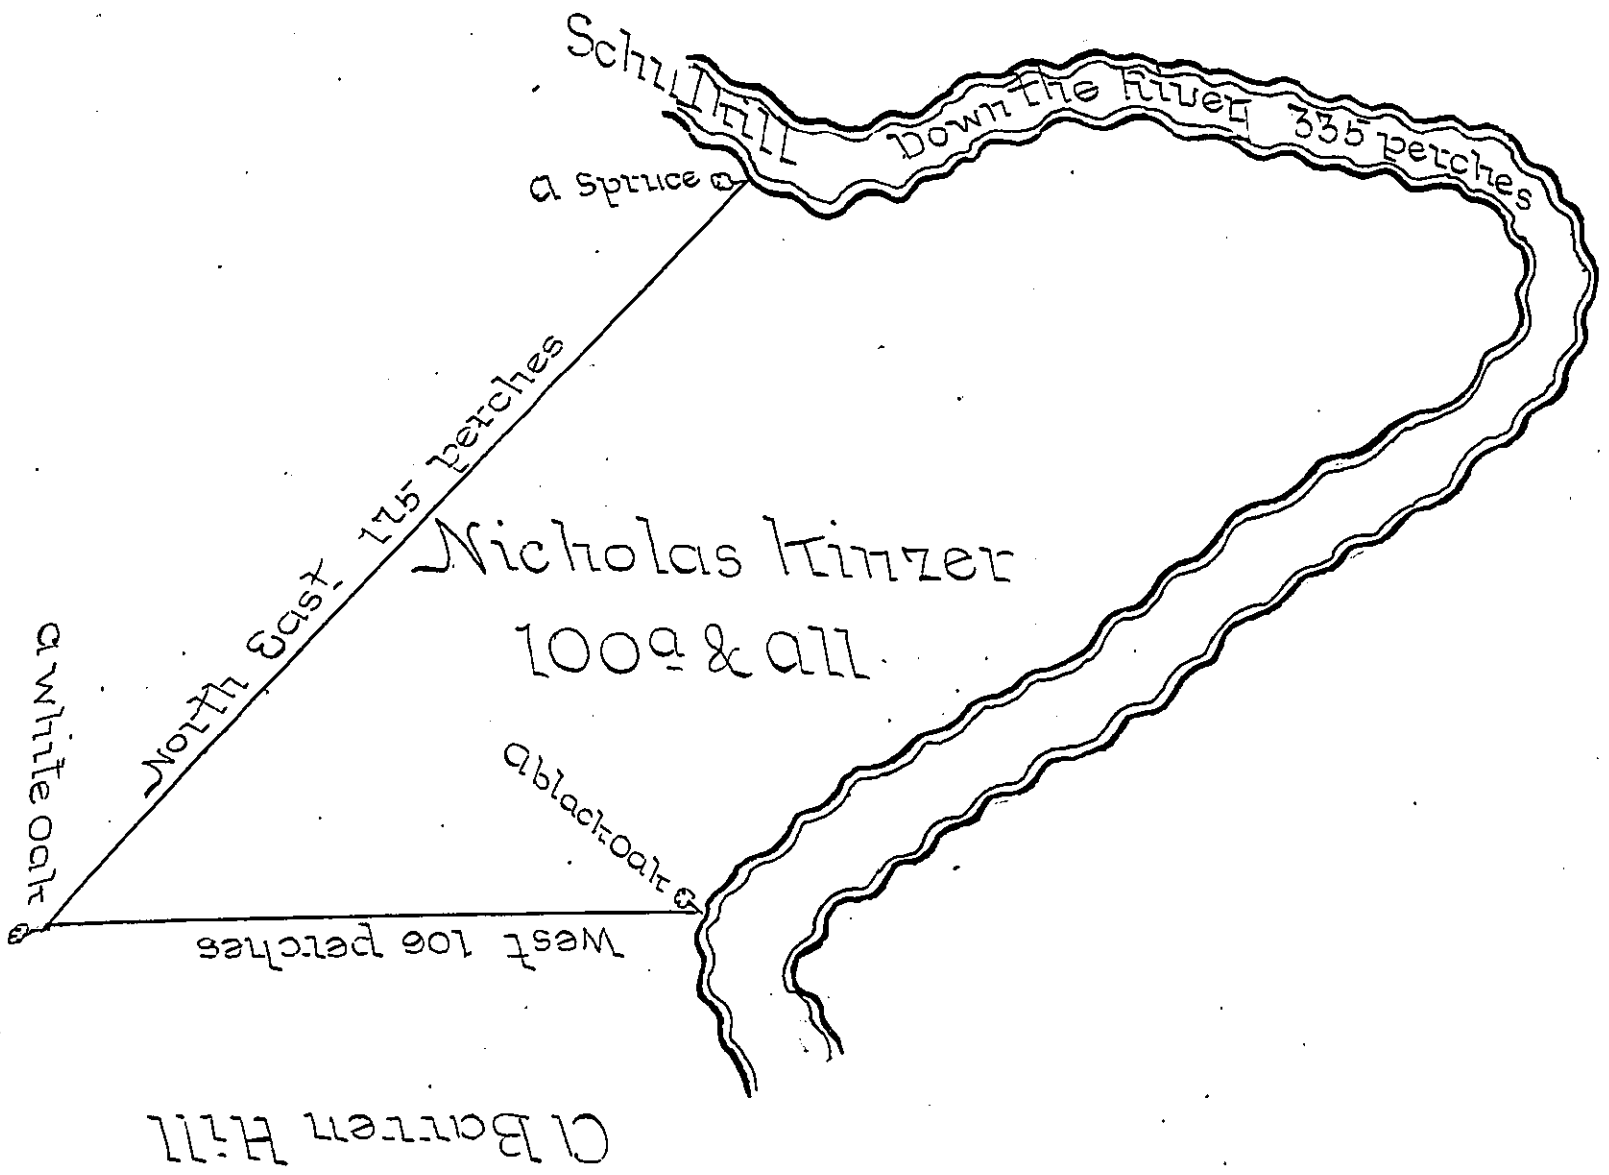 Schulkill
Down the River 335 perches
a spruce
North East 175 perches
Nicholas Kinzer
100a & all
a white oak
a black oak
West 106 perches
A Barren Hill